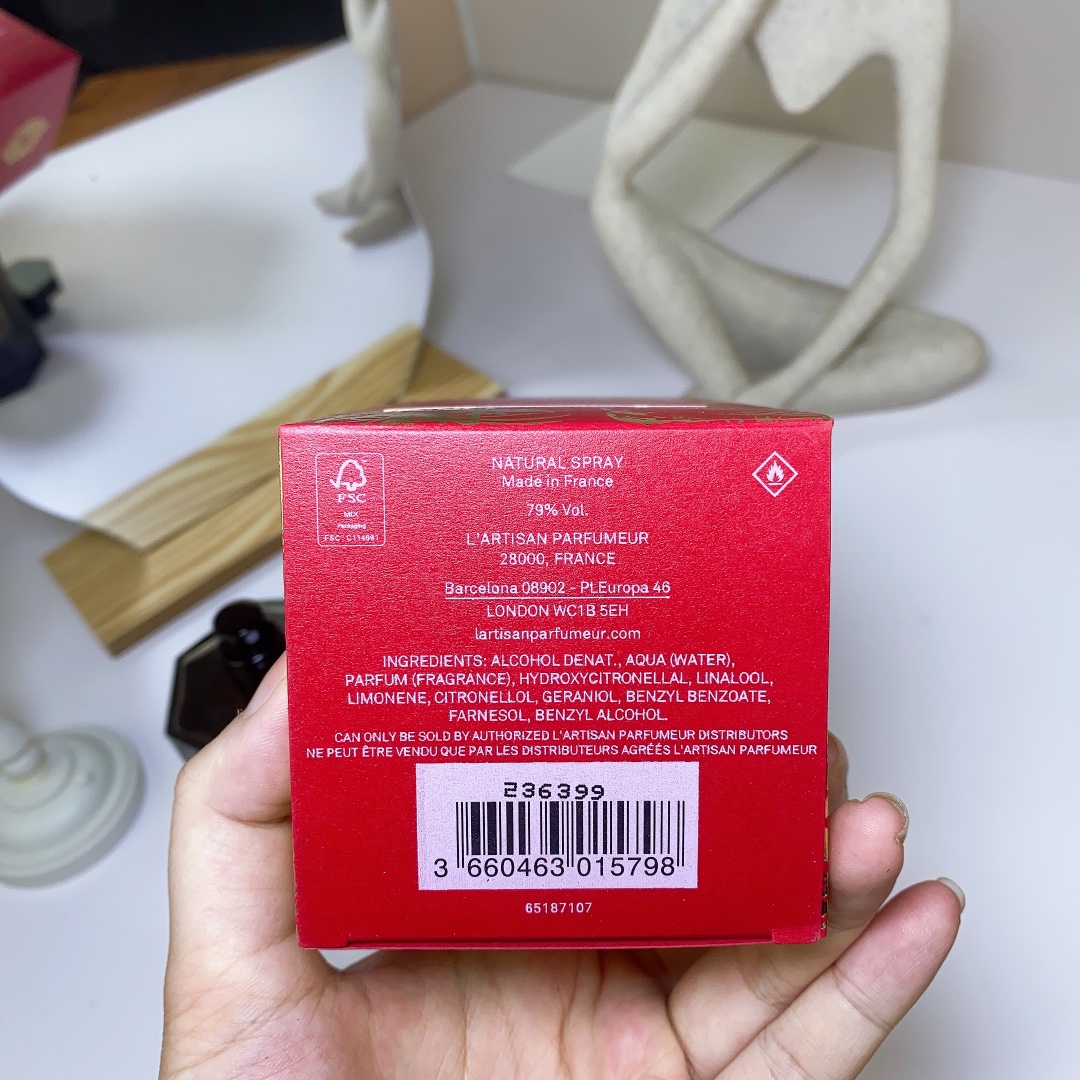 FSC
MIX
Packaging
NATURAL SPRAY
Made in France
79% Vol.
L'ARTISAN PARFUMEUR
28000, FRANCE
Barcelona 08902 - Pl.Europa 46
LONDON WC1B 5EH
lartisanparfumeur.com
INGREDIENTS: ALCOHOL DENAT., AQUA (WATER),
PARFUM (FRAGRANCE), HYDROXYCITRONELLAL, LINALOOL,
LIMONENE, CITRONELLOL, GERANIOL, BENZYL BENZOATE,
FARNESOL, BENZYL ALCOHOL.
CAN ONLY BE SOLD BY AUTHORIZED L'ARTISAN PARFUMEUR DISTRIBUTORS
NE PEUT ÊTRE VENDU QUE PAR LES DISTRIBUTEURS AGRÉÉS L'ARTISAN PARFUMEUR
236399
3 660463 015798
65187107